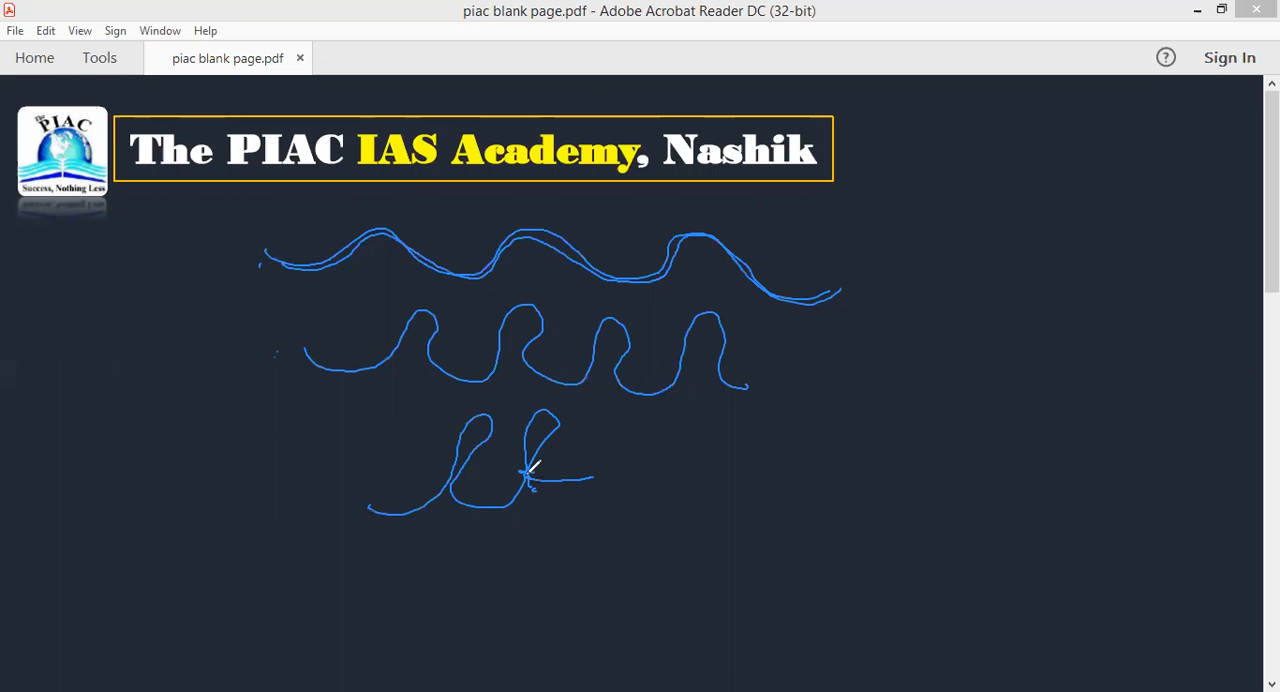 piac blank page.pdf - Adobe Acrobat Reader DC (32-bit)
File Edit View Sign Window Help
Home Tools piac blank page.pdf × ? Sign In
The PIAC
Success, Nothing Less
The PIAC IAS Academy, Nashik